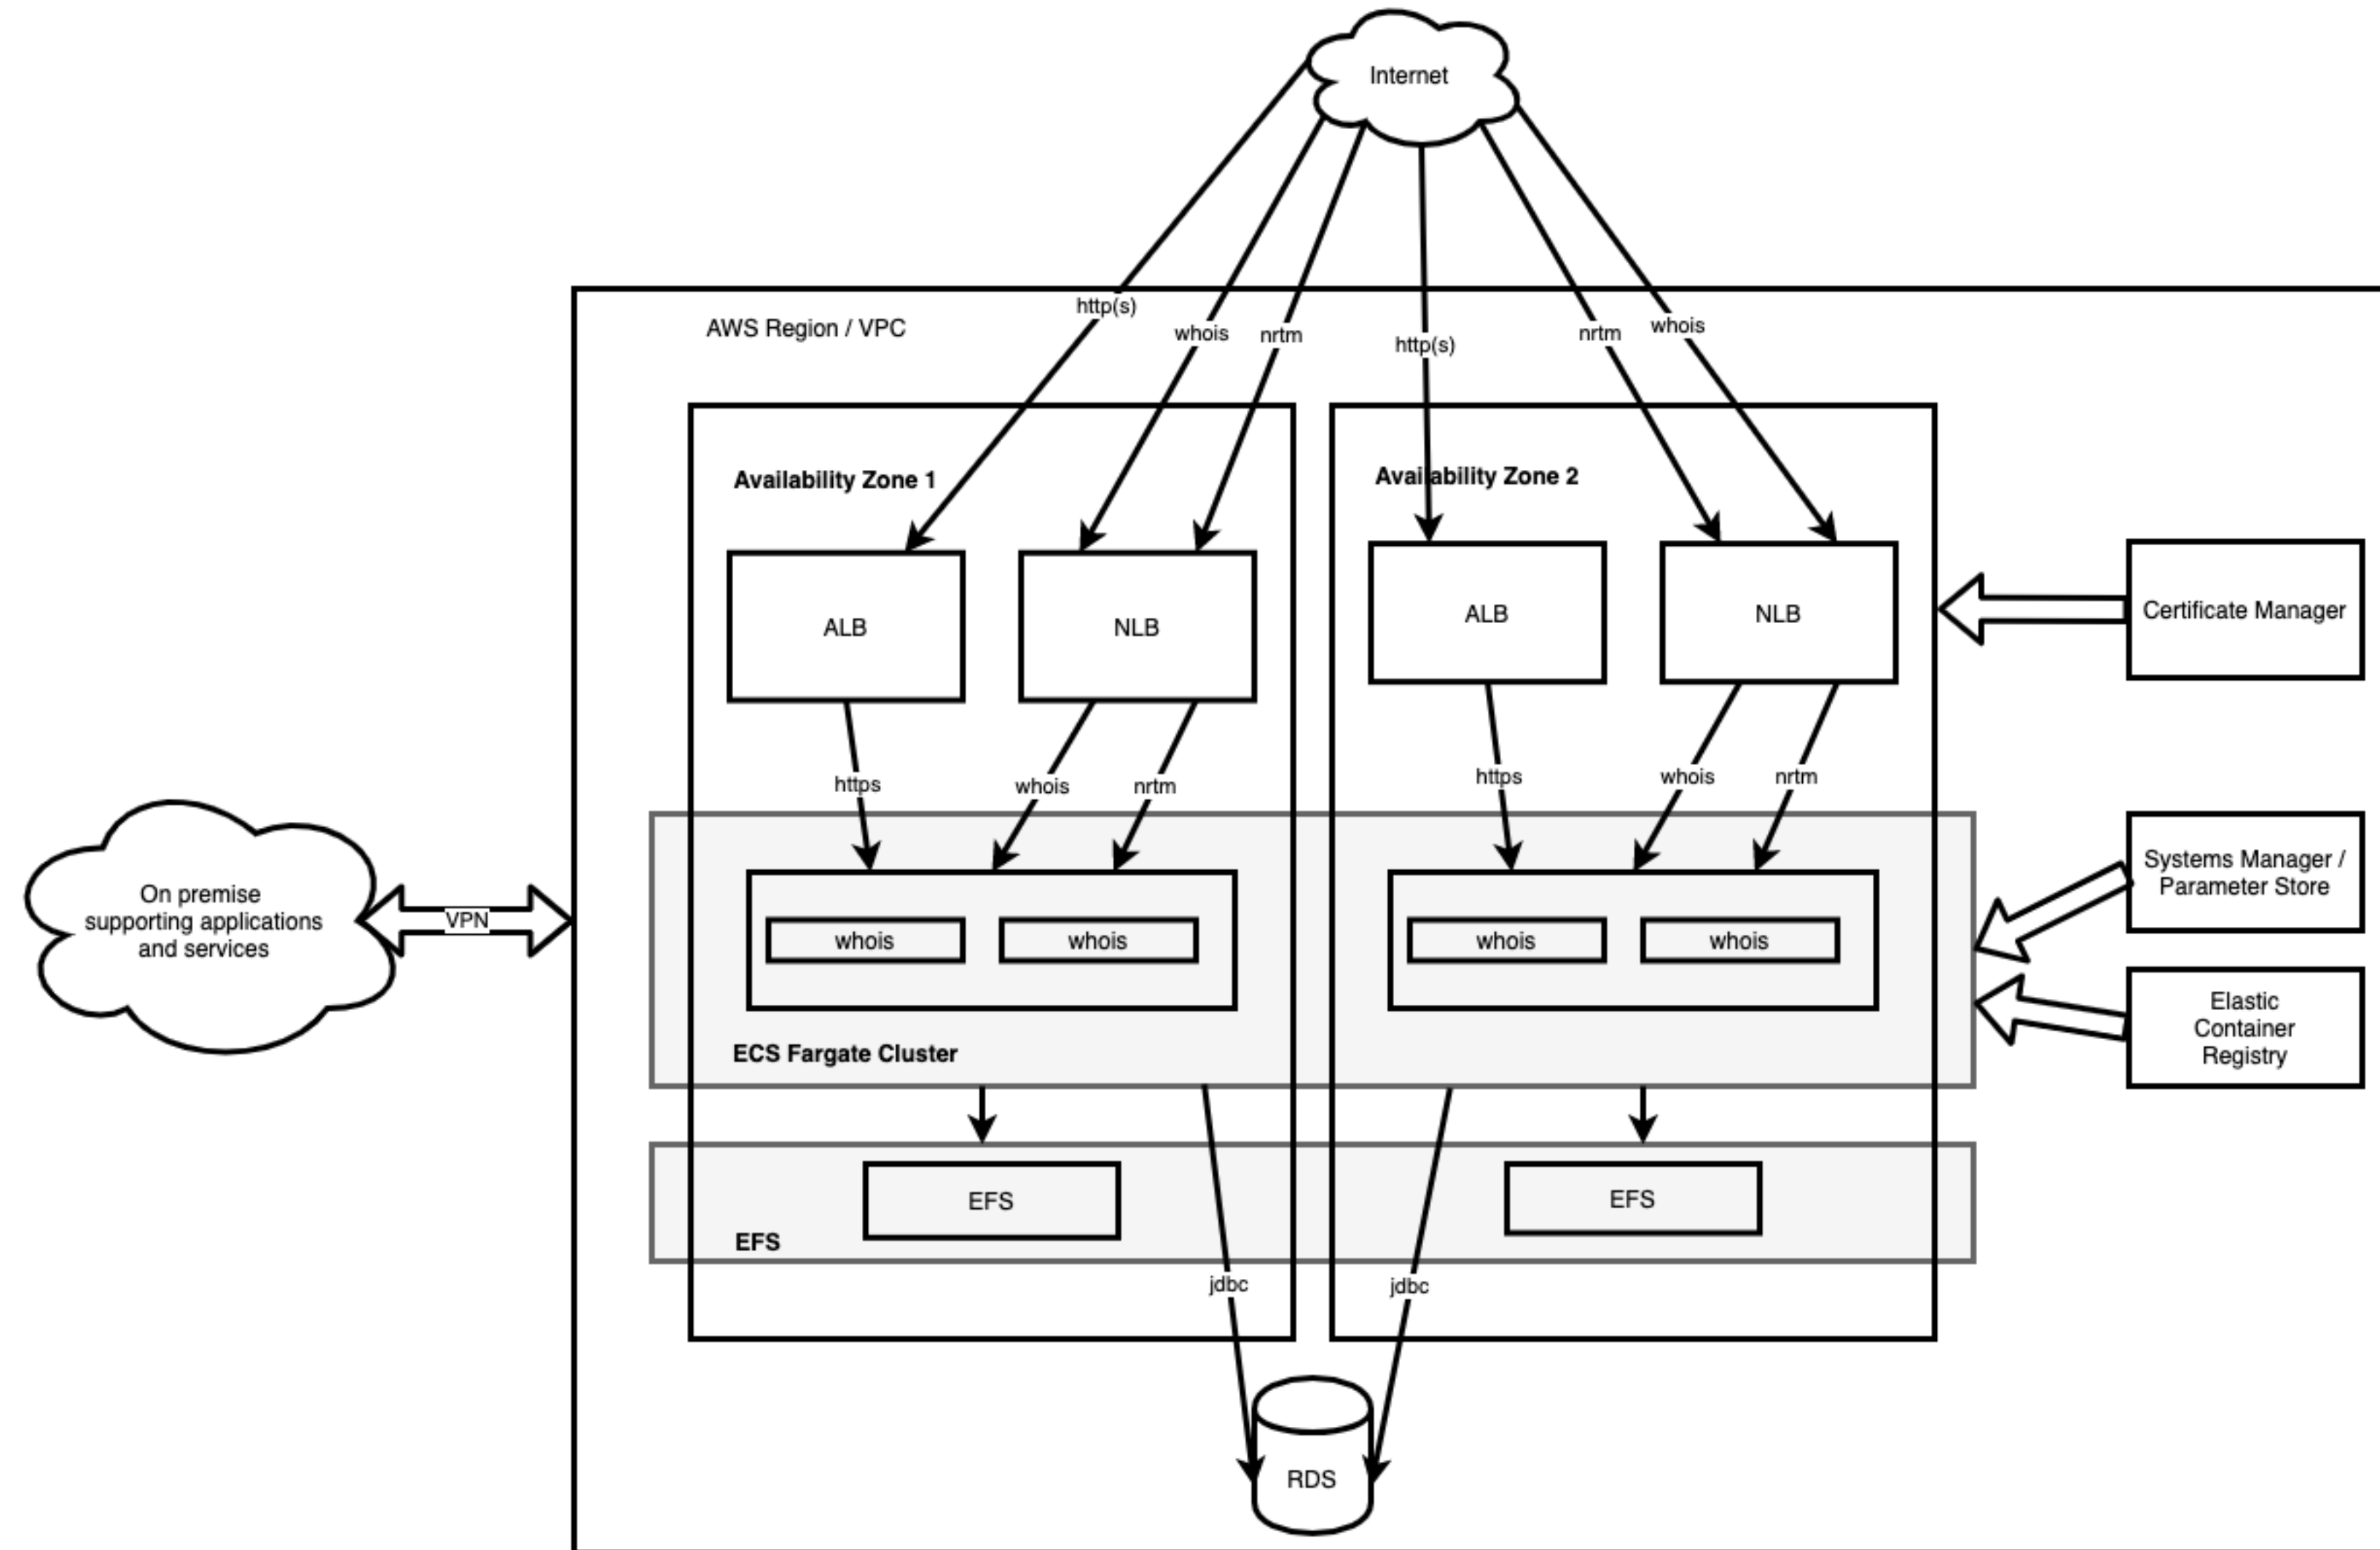 Internet
AWS Region / VPC
http(s)
whois
nrtm
http(s)
nrtm
whois
Availability Zone 1
Availability Zone 2
ALB
NLB
ALB
NLB
Certificate Manager
https
whois
nrtm
https
whois
nrtm
On premise
supporting applications
and services
VPN
whois
whois
whois
whois
Systems Manager /
Parameter Store
Elastic
Container
Registry
ECS Fargate Cluster
EFS
EFS
EFS
jdbc
jdbc
RDS